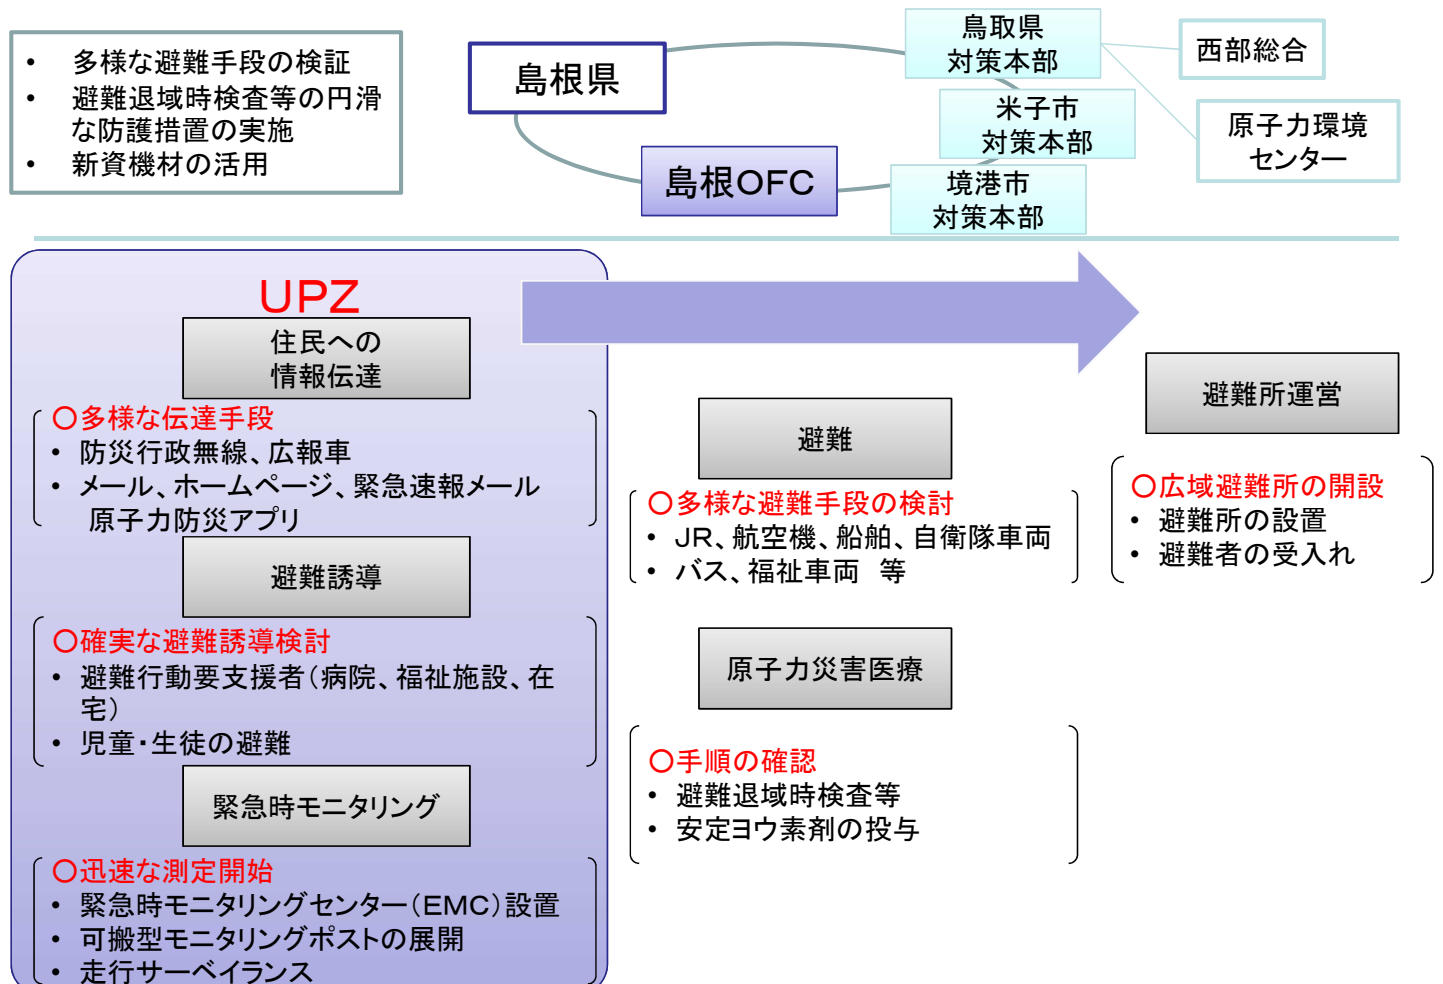 • 多様な避難手段の検証
• 避難退域時検査等の円滑
な防護措置の実施
• 新資機材の活用
島根県
島根OFC
鳥取県
対策本部
米子市
対策本部
境港市
対策本部
西部総合
原子力環境
センター
UPZ
住民への
情報伝達
〇多様な伝達手段
• 防災行政無線、広報車
• メール、ホームページ、緊急速報メール
原子力防災アプリ
避難誘導
〇確実な避難誘導検討
• 避難行動要支援者(病院、福祉施設、在
宅)
• 児童・生徒の避難
緊急時モニタリング
〇迅速な測定開始
• 緊急時モニタリングセンター(EMC)設置
• 可搬型モニタリングポストの展開
• 走行サーベイランス
避難
〇多様な避難手段の検討
• JR、航空機、船舶、自衛隊車両
• バス、福祉車両 等
原子力災害医療
〇手順の確認
• 避難退域時検査等
• 安定ヨウ素剤の投与
避難所運営
〇広域避難所の開設
• 避難所の設置
• 避難者の受入れ